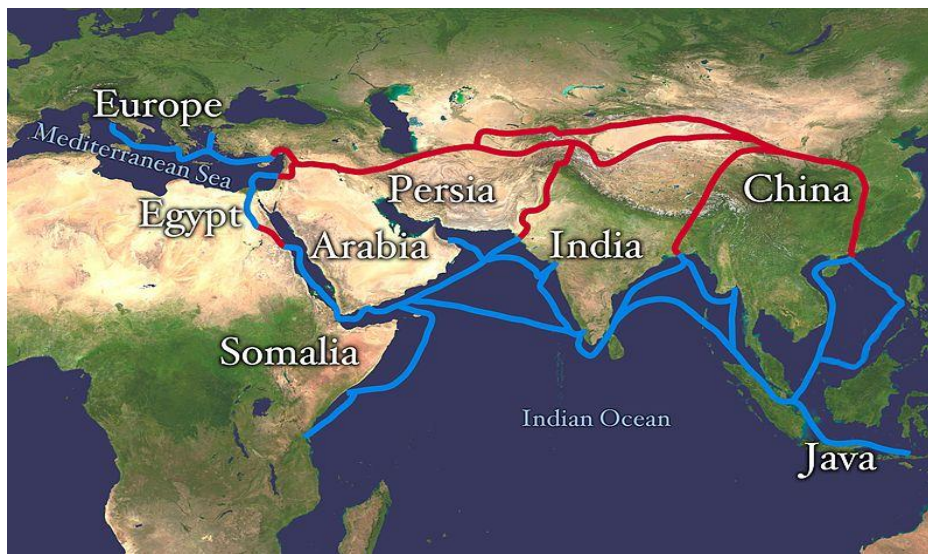 Europe
Mediterranean Sea
Egypt
Persia
China
Arabia
India
Somalia
Indian Ocean
Java